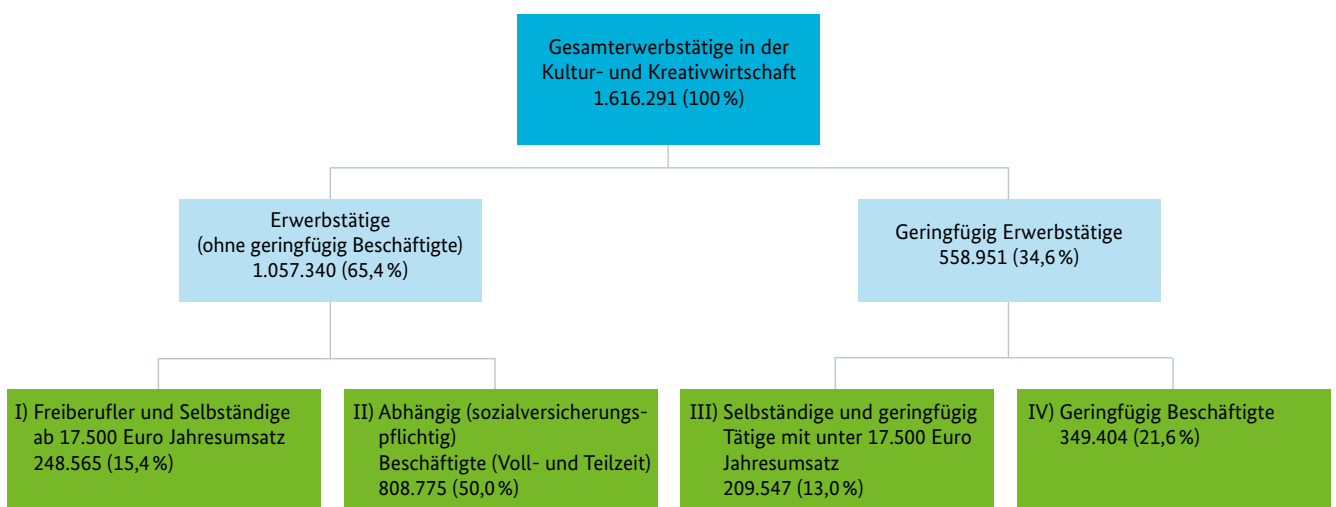 Gesamterwerbstätige in der
Kultur- und Kreativwirtschaft
1.616.291 (100 %)
Erwerbstätige
(ohne geringfügig Beschäftigte)
1.057.340 (65,4 %)
Geringfügig Erwerbstätige
558.951 (34,6 %)
I) Freiberufler und Selbständige
ab 17.500 Euro Jahresumsatz
248.565 (15,4 %)
II) Abhängig (sozialversicherungs-
pflichtig)
Beschäftigte (Voll- und Teilzeit)
808.775 (50,0 %)
III) Selbständige und geringfügig
Tätige mit unter 17.500 Euro
Jahresumsatz
209.547 (13,0 %)
IV) Geringfügig Beschäftigte
349.404 (21,6 %)